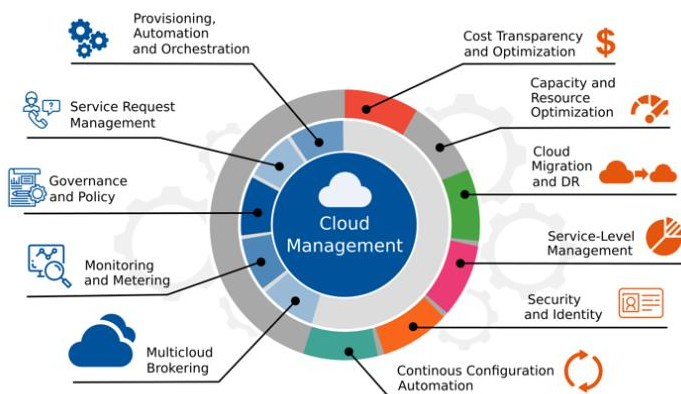 Provisioning,
Automation
and Orchestration
Service Request
Management
Governance
and Policy
Monitoring
and Metering
Multicloud
Brokering
Cloud
Management
Cost Transparency
and Optimization
$
Capacity and
Resource
Optimization
Cloud
Migration
and DR
Service-Level
Management
Security
and Identity
Continous Configuration
Automation
?